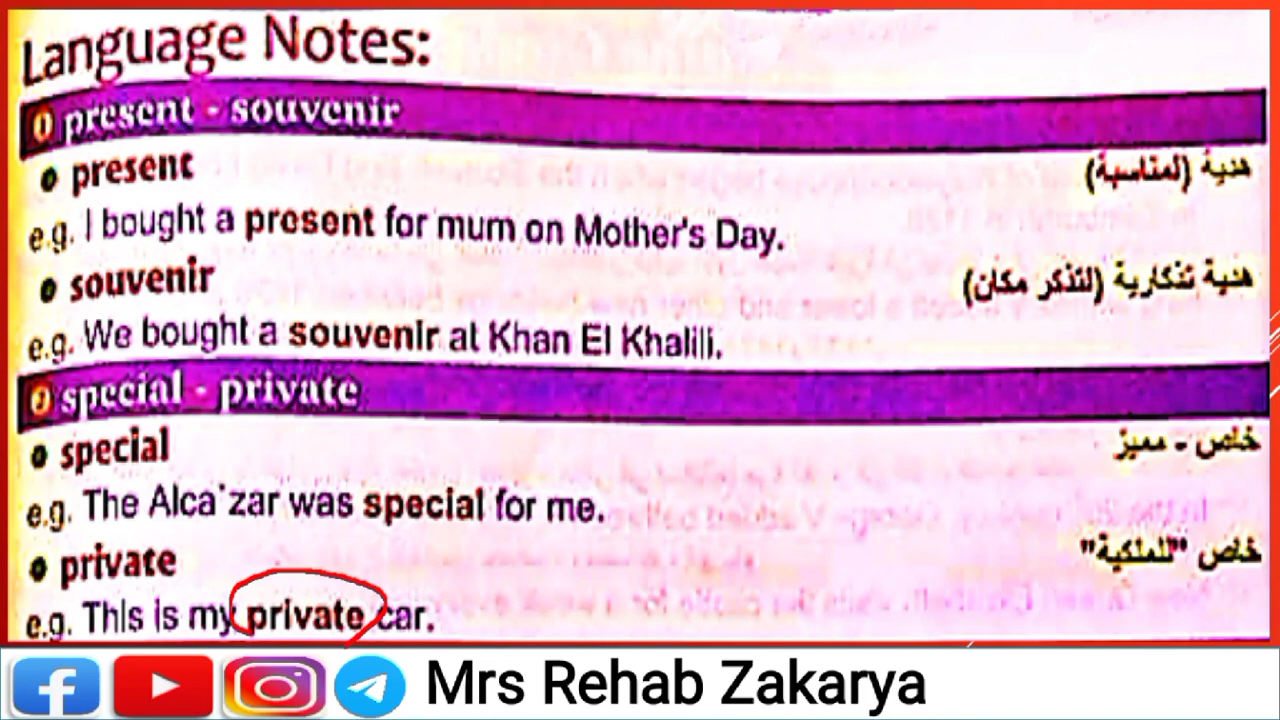 Language Notes:
present - souvenir
present هدية (لمناسبة)
e.g. I bought a present for mum on Mother's Day.
souvenir هدية تذكارية (لتذكر مكان)
e.g. We bought a souvenir at Khan El Khalili.
special - private
special خاص - مميز
e.g. The Alca'zar was special for me.
private خاص "للملكية"
e.g. This is my private car.
Mrs Rehab Zakarya